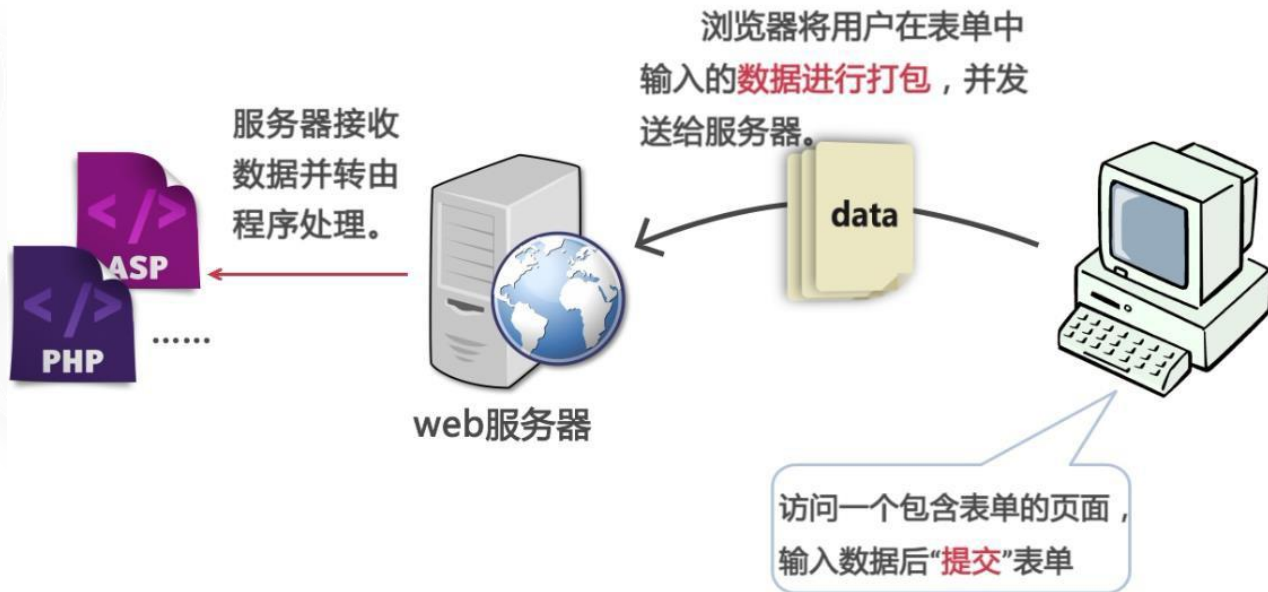 浏览器将用户在表单中
输入的数据进行打包，并发
送给服务器。
服务器接收
数据并转由
程序处理。
</>
ASP
</>
PHP
……
data
web服务器
访问一个包含表单的页面，
输入数据后“提交”表单